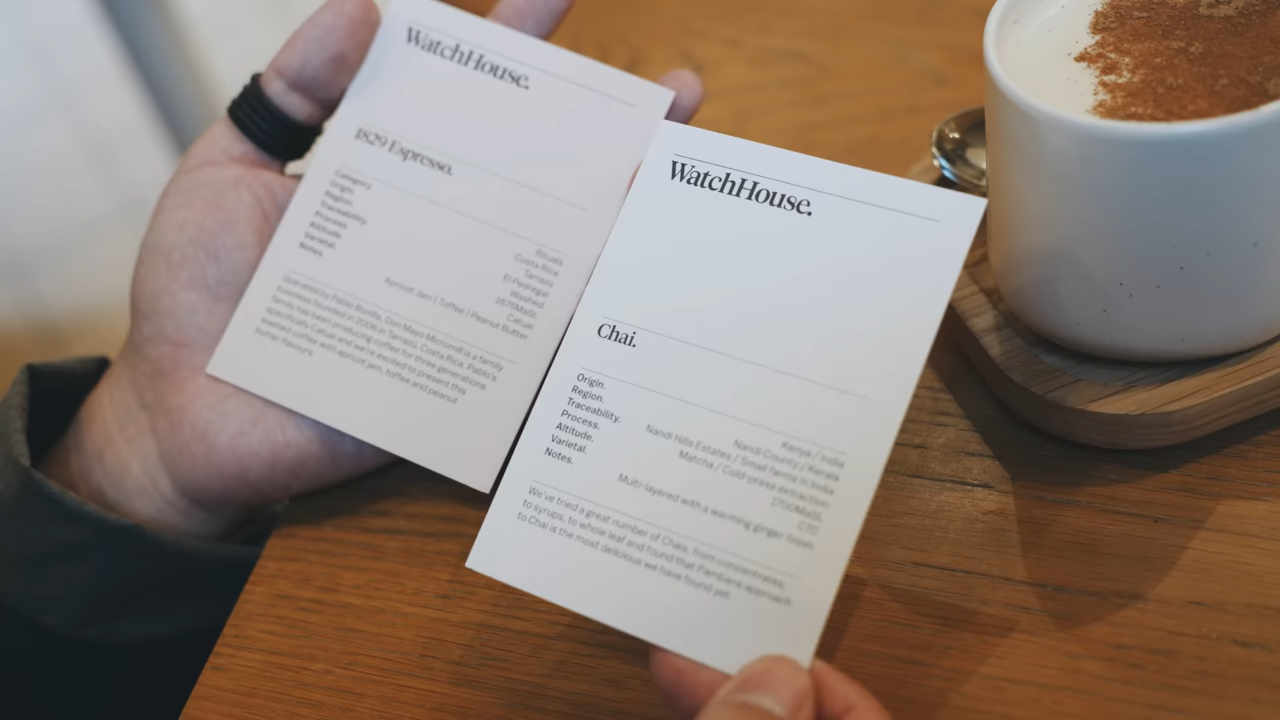 WatchHouse.
1829 Espresso.
Category.
Origin.
Region.
Traceability.
Process.
Altitude.
Varietal.
Notes.
Rituals
Costa Rica
Tarrazú
El Pedregal
Washed
1675MaSL
Catuai
Apricot Jam | Toffee | Peanut Butter
Operated by Pablo Bonilla, Don Mayo Micromill is a family
business founded in 2006 in Tarrazú, Costa Rica. Pablo's
family has been producing coffee for three generations
specifically Catuai and we're excited to present this
washed coffee with apricot jam, toffee and peanut
butter flavours.
WatchHouse.
Chai.
Origin.
Region.
Traceability.
Process.
Altitude.
Varietal.
Notes.
Kenya / India
Nandi County / Kerala
Nandi Hills Estates / Small farms in India
Matcha / Cold-press extraction
1700MaSL
CTC
Multi-layered with a warming ginger finish
We've tried a great number of Chais, from concentrates,
to syrups, to whole leaf and found that approach
to Chai is the most delicious we have found yet.